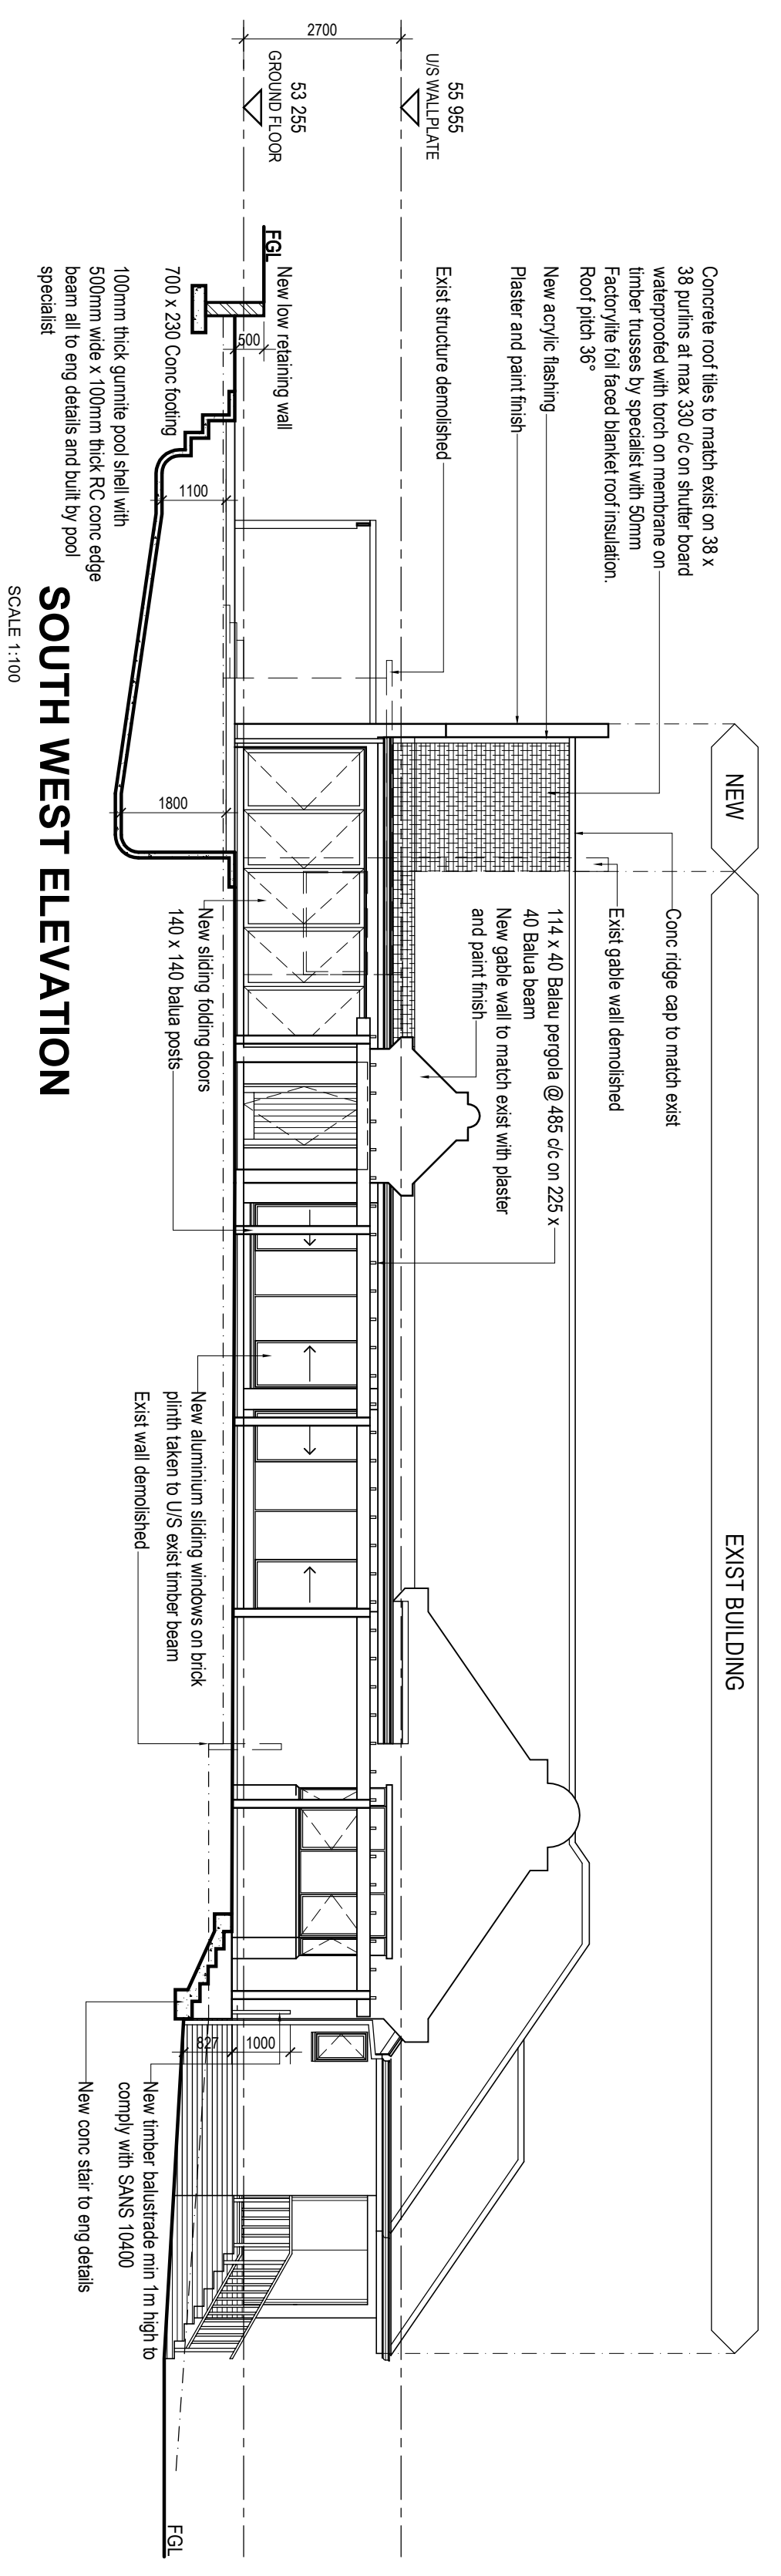 NEW
EXIST BUILDING
Concrete roof tiles to match exist on 38 x
38 purlins at max 330 c/c on shutter board
waterproofed with torch on membrane on
timber trusses by specialist with 50mm
Factorylite foil faced blanket roof insulation.
Roof pitch 36°
New acrylic flashing
Plaster and paint finish
Exist structure demolished
Conc ridge cap to match exist
Exist gable wall demolished
114 x 40 Balau pergola @ 485 c/c on 225 x
40 Balua beam
New gable wall to match exist with plaster
and paint finish
55 955
U/S WALLPLATE
2700
53 255
GROUND FLOOR
FGL
New low retaining wall
500
700 x 230 Conc footing
1100
1800
100mm thick gunnite pool shell with
500mm wide x 100mm thick RC conc edge
beam all to eng details and built by pool
specialist
New sliding folding doors
140 x 140 balua posts
New aluminium sliding windows on brick
plinth taken to U/S exist timber beam
Exist wall demolished
827
1000
New timber balustrade min 1m high to
comply with SANS 10400
New conc stair to eng details
FGL
SOUTH WEST ELEVATION
SCALE 1:100